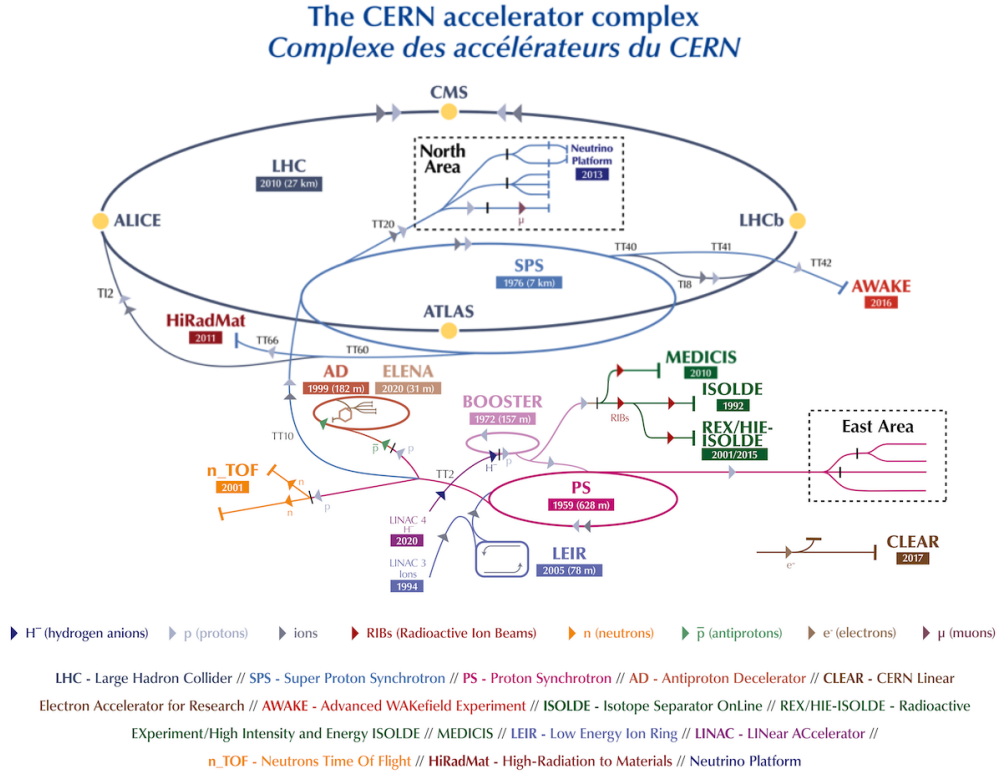 The CERN accelerator complex
Complexe des accélérateurs du CERN
CMS
North
Area
Neutrino
Platform
2013
LHC
2010 (27 km)
μ
TT20
ALICE
LHCb
TT40
TT41
TT42
SPS
1976 (7 km)
TI8
AWAKE
2016
TI2
ATLAS
HiRadMat
2011
TT66
TT60
AD
1999 (182 m)
ELENA
2020 (31 m)
MEDICIS
2010
ISOLDE
1992
BOOSTER
1972 (157 m)
RIBs
REX/HIE-
ISOLDE
2001/2015
East Area
TT10
p̅
p
H⁻
p
n_TOF
2001
n
n
p
TT2
PS
1959 (628 m)
LINAC 4
H⁻
2020
LINAC 3
Ions
1994
LEIR
2005 (78 m)
e⁻
CLEAR
2017
H⁻ (hydrogen anions)
p (protons)
ions
RIBs (Radioactive Ion Beams)
n (neutrons)
p̅ (antiprotons)
e⁻ (electrons)
μ (muons)
LHC - Large Hadron Collider // SPS - Super Proton Synchrotron // PS - Proton Synchrotron // AD - Antiproton Decelerator // CLEAR - CERN Linear
Electron Accelerator for Research // AWAKE - Advanced WAKefield Experiment // ISOLDE - Isotope Separator OnLine // REX/HIE-ISOLDE - Radioactive
EXperiment/High Intensity and Energy ISOLDE // MEDICIS // LEIR - Low Energy Ion Ring // LINAC - LINear ACcelerator //
n_TOF - Neutrons Time Of Flight // HiRadMat - High-Radiation to Materials // Neutrino Platform